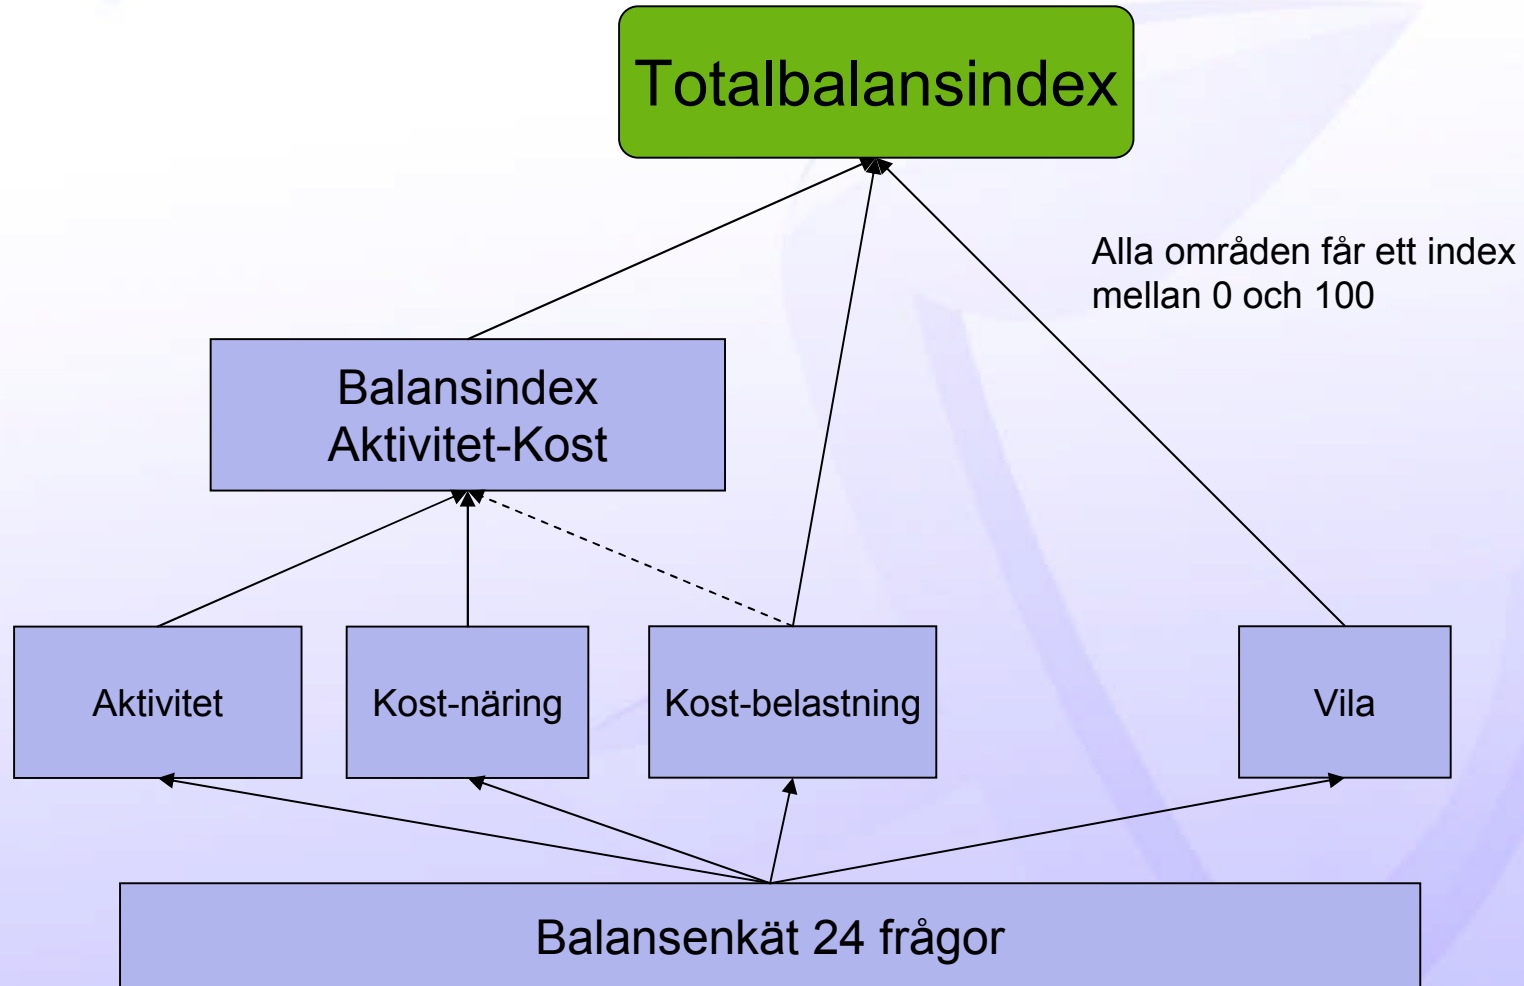 Totalbalansindex
Alla områden får ett index
mellan 0 och 100
Balansindex
Aktivitet-Kost
Aktivitet
Kost-näring
Kost-belastning
Vila
Balansenkät 24 frågor